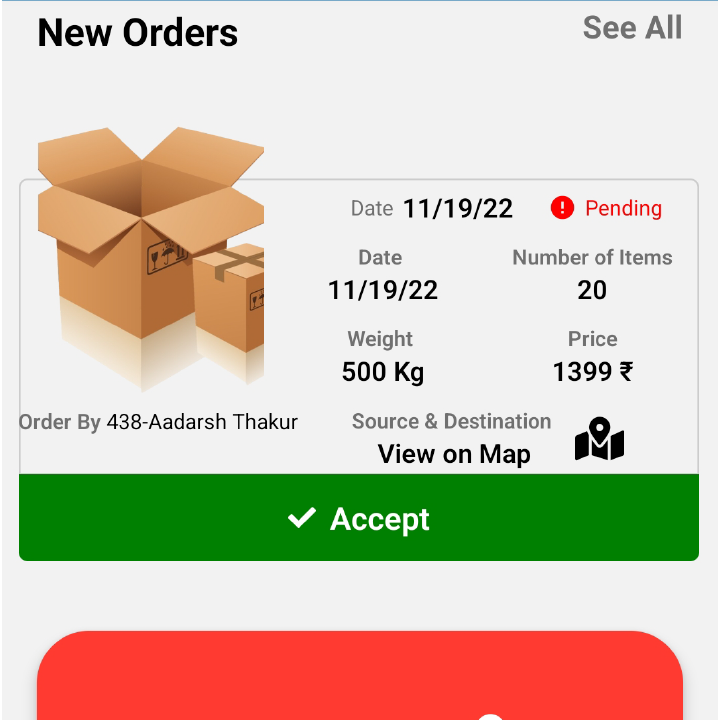 New Orders
See All
Date 11/19/22
Pending
Date
Number of Items
11/19/22
20
Weight
Price
500 Kg
1399 ₹
Order By 438-Aadarsh Thakur
Source & Destination
View on Map
Accept